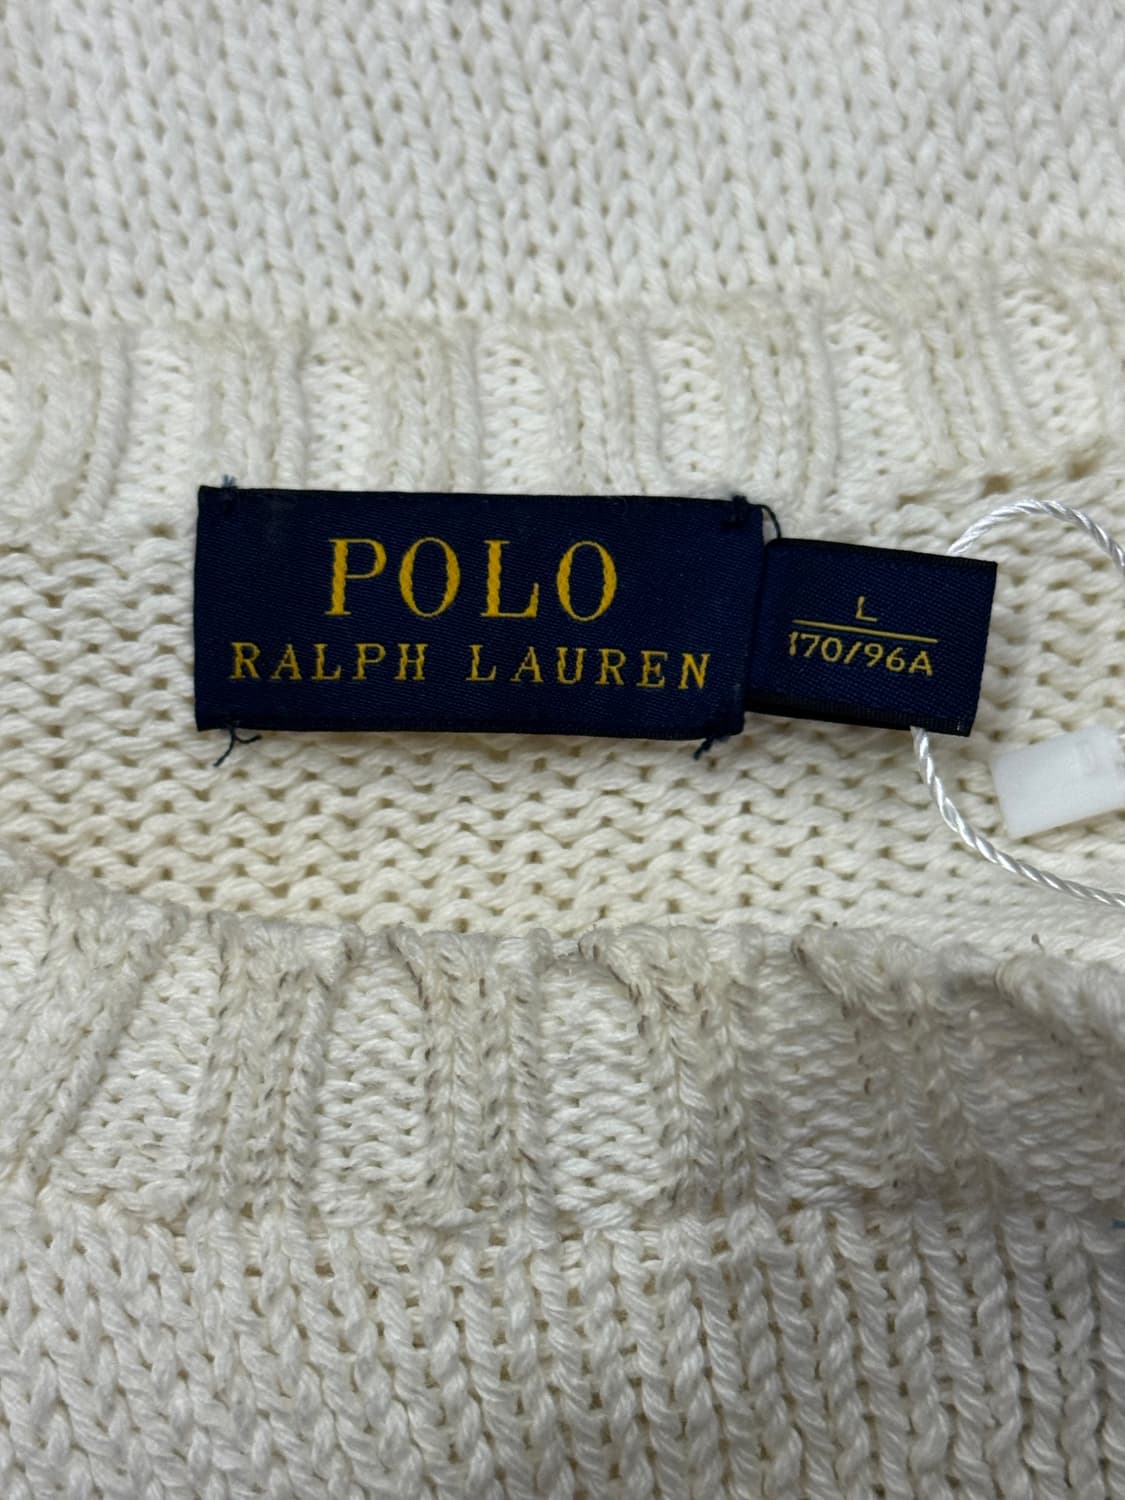 POLO
RALPH LAUREN
L
170/96A